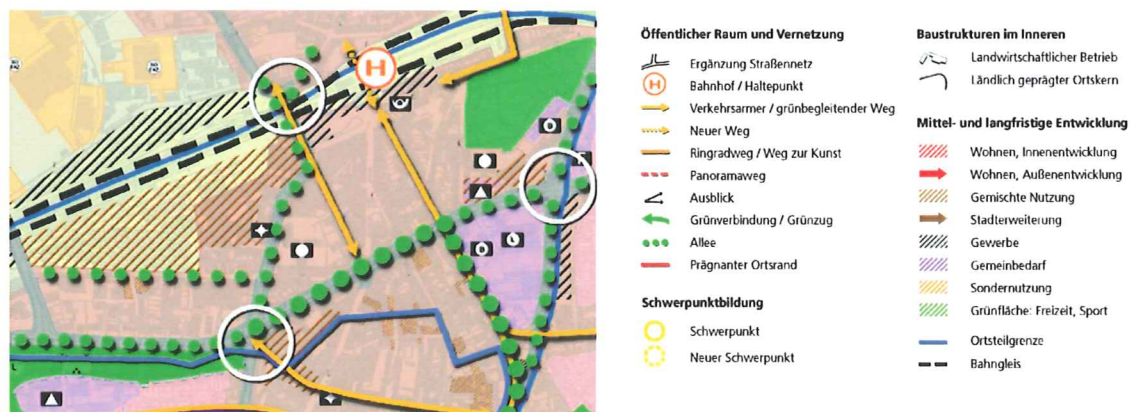 H
Öffentlicher Raum und Vernetzung
Ergänzung Straßennetz
H
Bahnhof / Haltepunkt
Verkehrsarmer / grünbegleitender Weg
Neuer Weg
Ringradweg / Weg zur Kunst
Panoramaweg
Ausblick
Grünverbindung / Grünzug
Allee
Prägnanter Ortsrand
Schwerpunktbildung
Schwerpunkt
Neuer Schwerpunkt
Baustrukturen im Inneren
Landwirtschaftlicher Betrieb
Ländlich geprägter Ortskern
Mittel- und langfristige Entwicklung
Wohnen, Innenentwicklung
Wohnen, Außenentwicklung
Gemischte Nutzung
Stadterweiterung
Gewerbe
Gemeinbedarf
Sondernutzung
Grünfläche: Freizeit, Sport
Ortsteilgrenze
Bahngleis